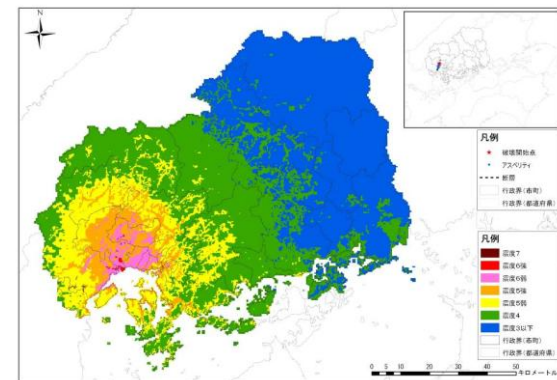 N
凡例
破壊開始点
アスペリティ
断層
行政界(市町)
行政界(都道府県)
凡例
震度7
震度6強
震度6弱
震度5強
震度5弱
震度4
震度3以下
行政界(市町)
行政界(都道府県)
0 5 10 20 30 40 50
キロメートル